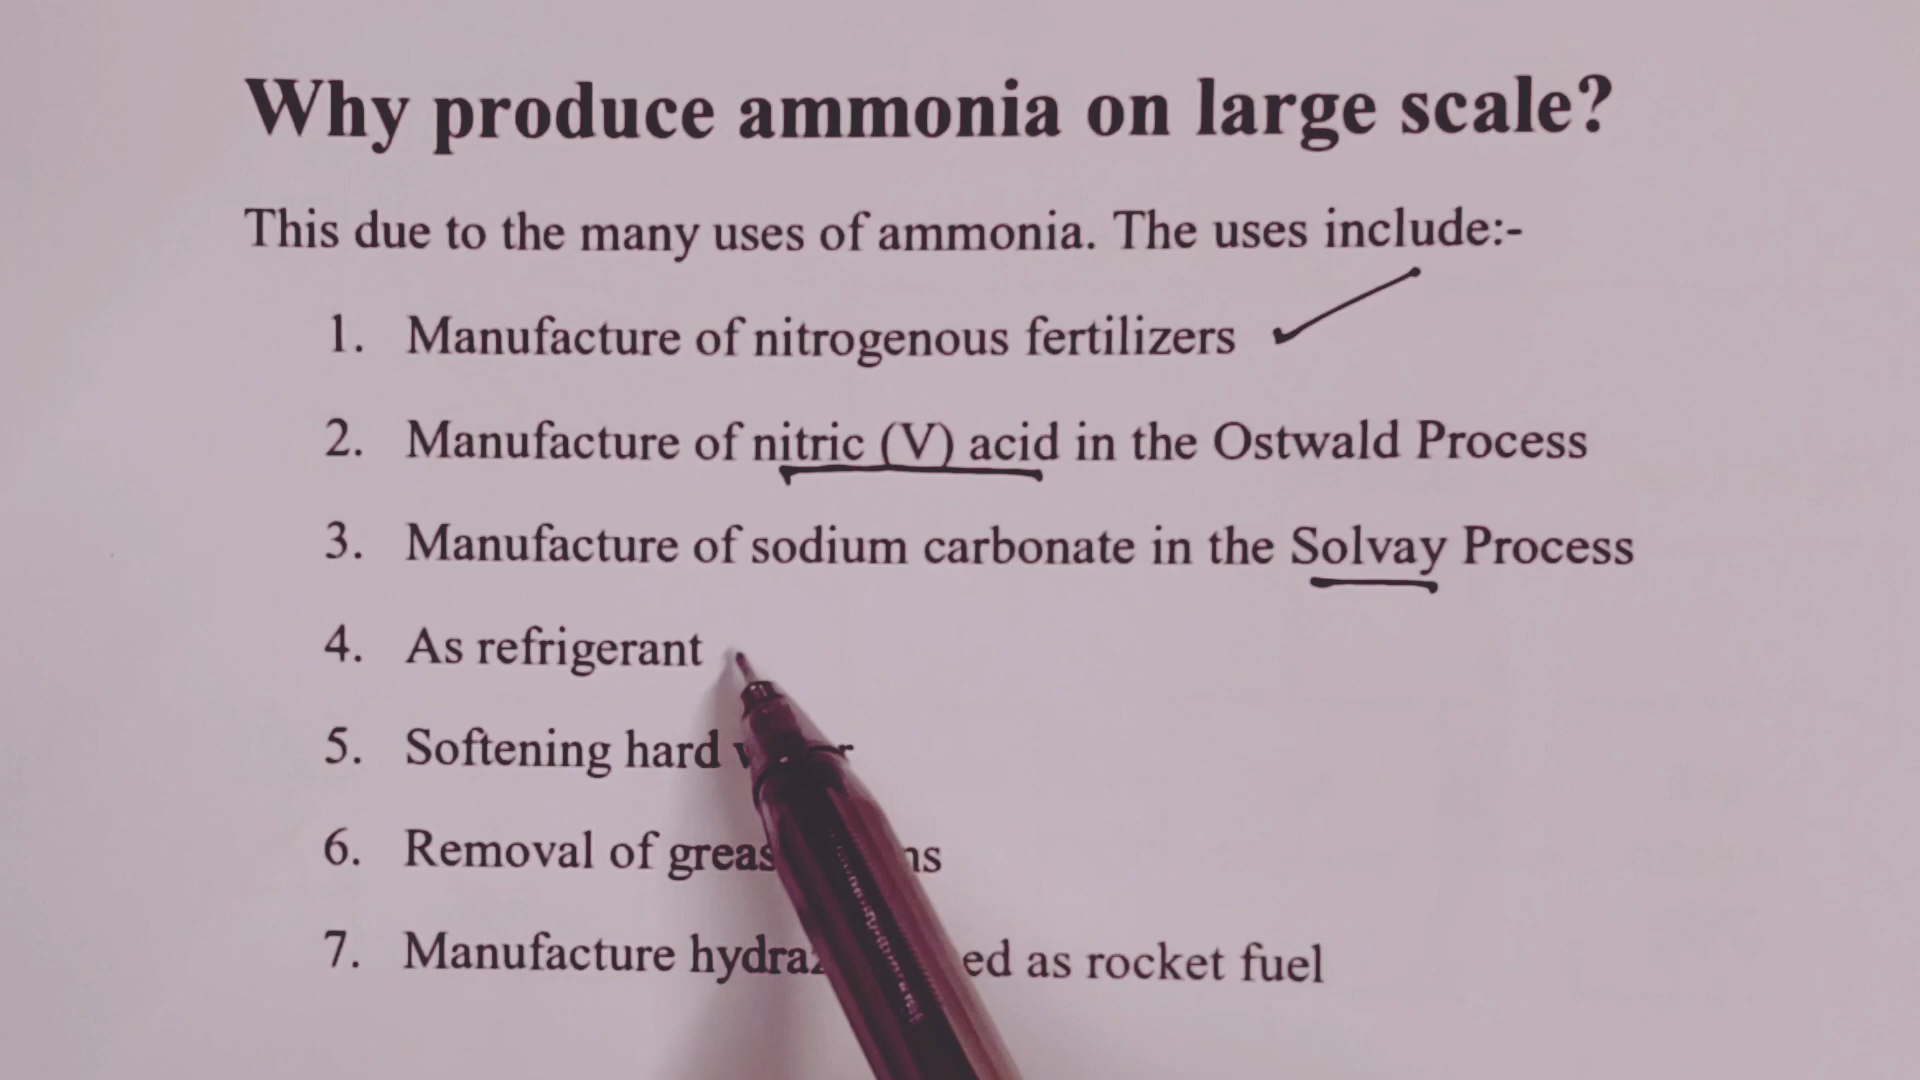 Why produce ammonia on large scale?
This due to the many uses of ammonia. The uses include:-
1. Manufacture of nitrogenous fertilizers
2. Manufacture of nitric (V) acid in the Ostwald Process
3. Manufacture of sodium carbonate in the Solvay Process
4. As refrigerant
5. Softening hard
6. Removal of
7. Manufacture as rocket fuel